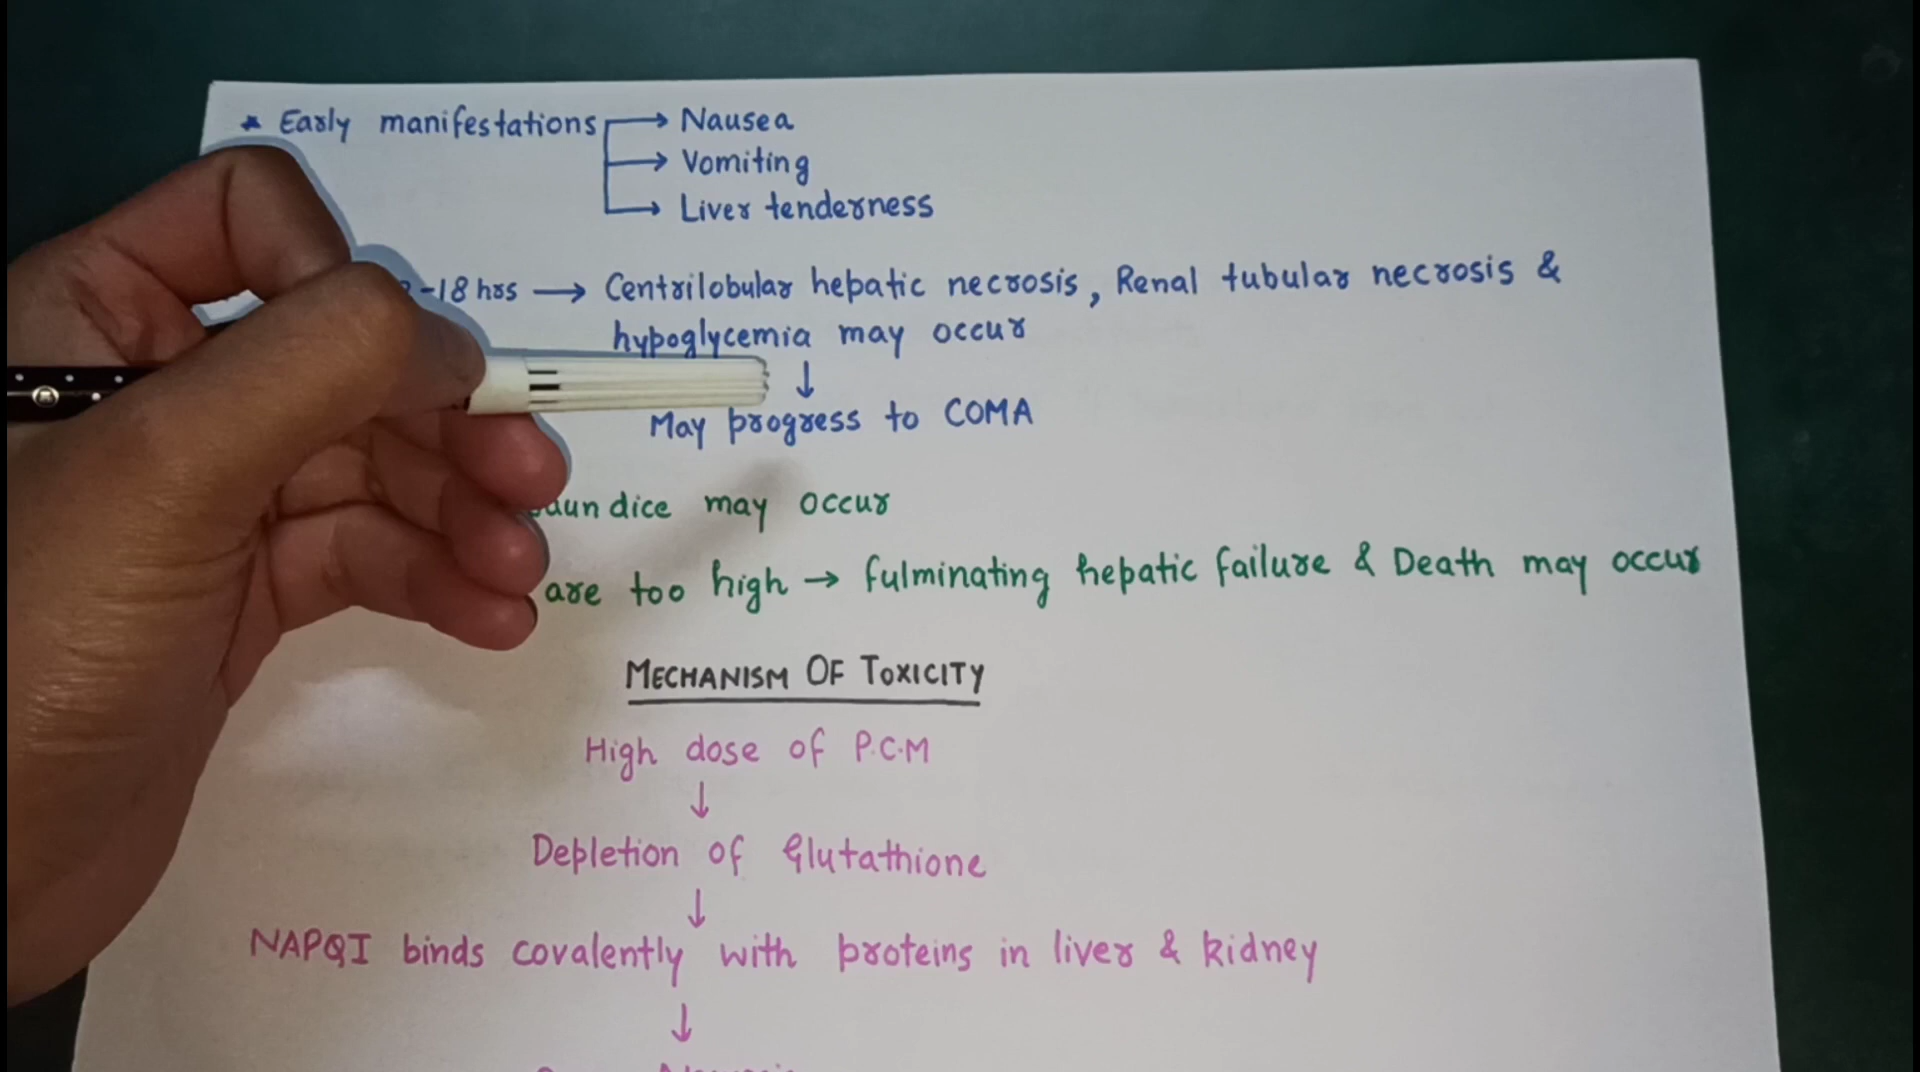 * Early manifestations → Nausea
→ Vomiting
→ Liver tenderness
-18 hrs → Centrilobular hepatic necrosis, Renal tubular necrosis &
hypoglycemia may occur
↓
May progress to COMA
may occur
are too high → fulminating hepatic failure & Death may occur
MECHANISM OF TOXICITY
High dose of P.C.M
↓
Depletion of Glutathione
↓
NAPQI binds covalently with proteins in liver & kidney
↓